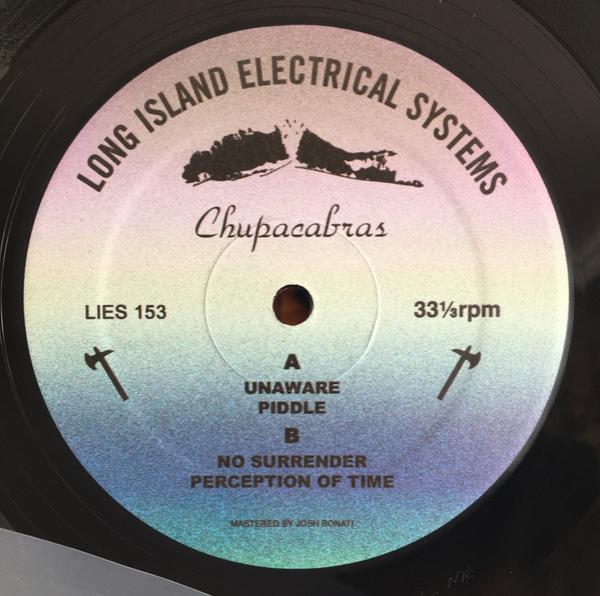 LONG ISLAND ELECTRICAL SYSTEMS
Chupacabras
LIES 153
33⅓rpm
A
UNAWARE
PIDDLE
B
NO SURRENDER
PERCEPTION OF TIME
MASTERED BY JOSH BONATI